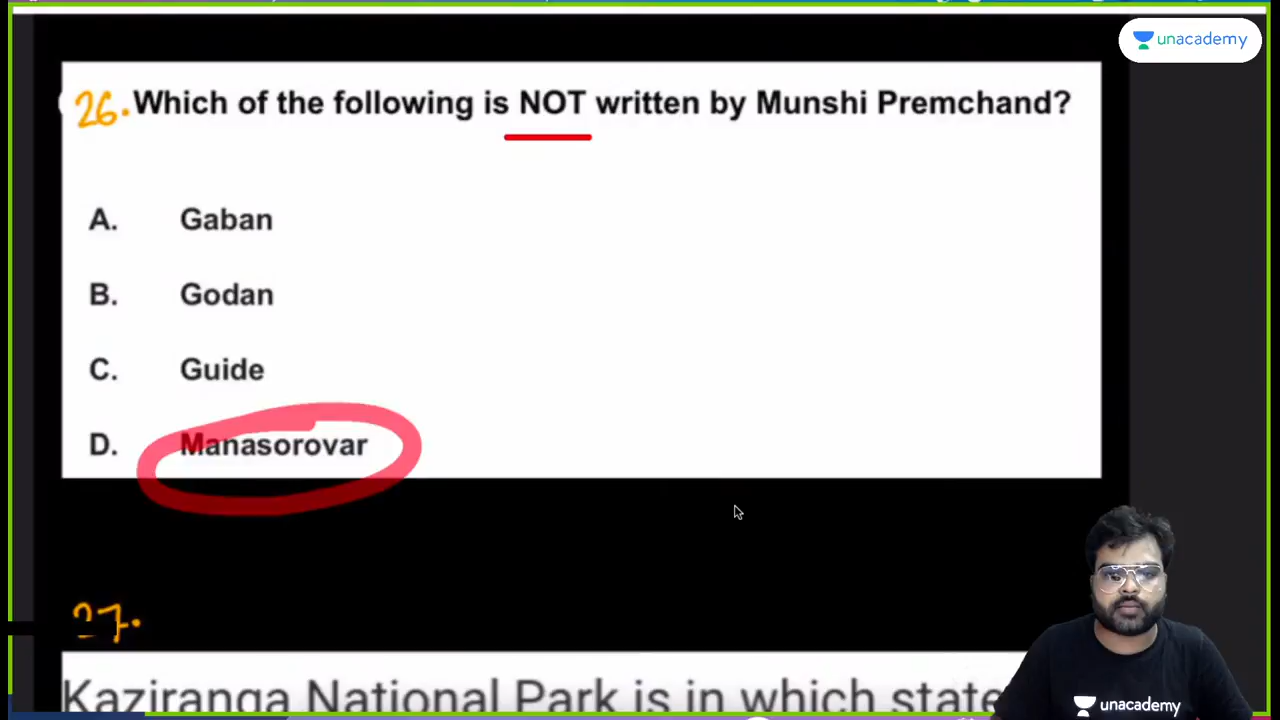 unacademy
26. Which of the following is NOT written by Munshi Premchand?
A. Gaban
B. Godan
C. Guide
D. Manasorovar
27.
Kaziranga National Park is in which state
unacademy